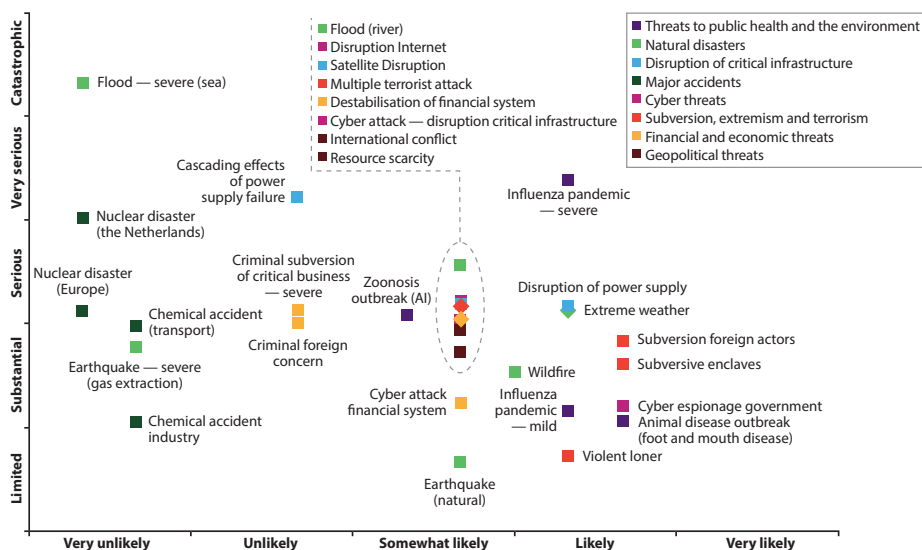 Catastrophic
Very serious
Serious
Substantial
Limited
Flood (river)
Disruption Internet
Satellite Disruption
Multiple terrorist attack
Destabilisation of financial system
Cyber attack — disruption critical infrastructure
International conflict
Resource scarcity
Threats to public health and the environment
Natural disasters
Disruption of critical infrastructure
Major accidents
Cyber threats
Subversion, extremism and terrorism
Financial and economic threats
Geopolitical threats
Flood — severe (sea)
Cascading effects
of power
supply failure
Influenza pandemic
— severe
Nuclear disaster
(the Netherlands)
Nuclear disaster
(Europe)
Criminal subversion
of critical business
— severe
Zoonosis
outbreak (AI)
Disruption of power supply
Extreme weather
Chemical accident
(transport)
Criminal foreign
concern
Subversion foreign actors
Earthquake — severe
(gas extraction)
Subversive enclaves
Wildfire
Cyber attack
financial system
Influenza
pandemic
— mild
Cyber espionage government
Animal disease outbreak
(foot and mouth disease)
Chemical accident
industry
Violent loner
Earthquake
(natural)
Very unlikely
Unlikely
Somewhat likely
Likely
Very likely